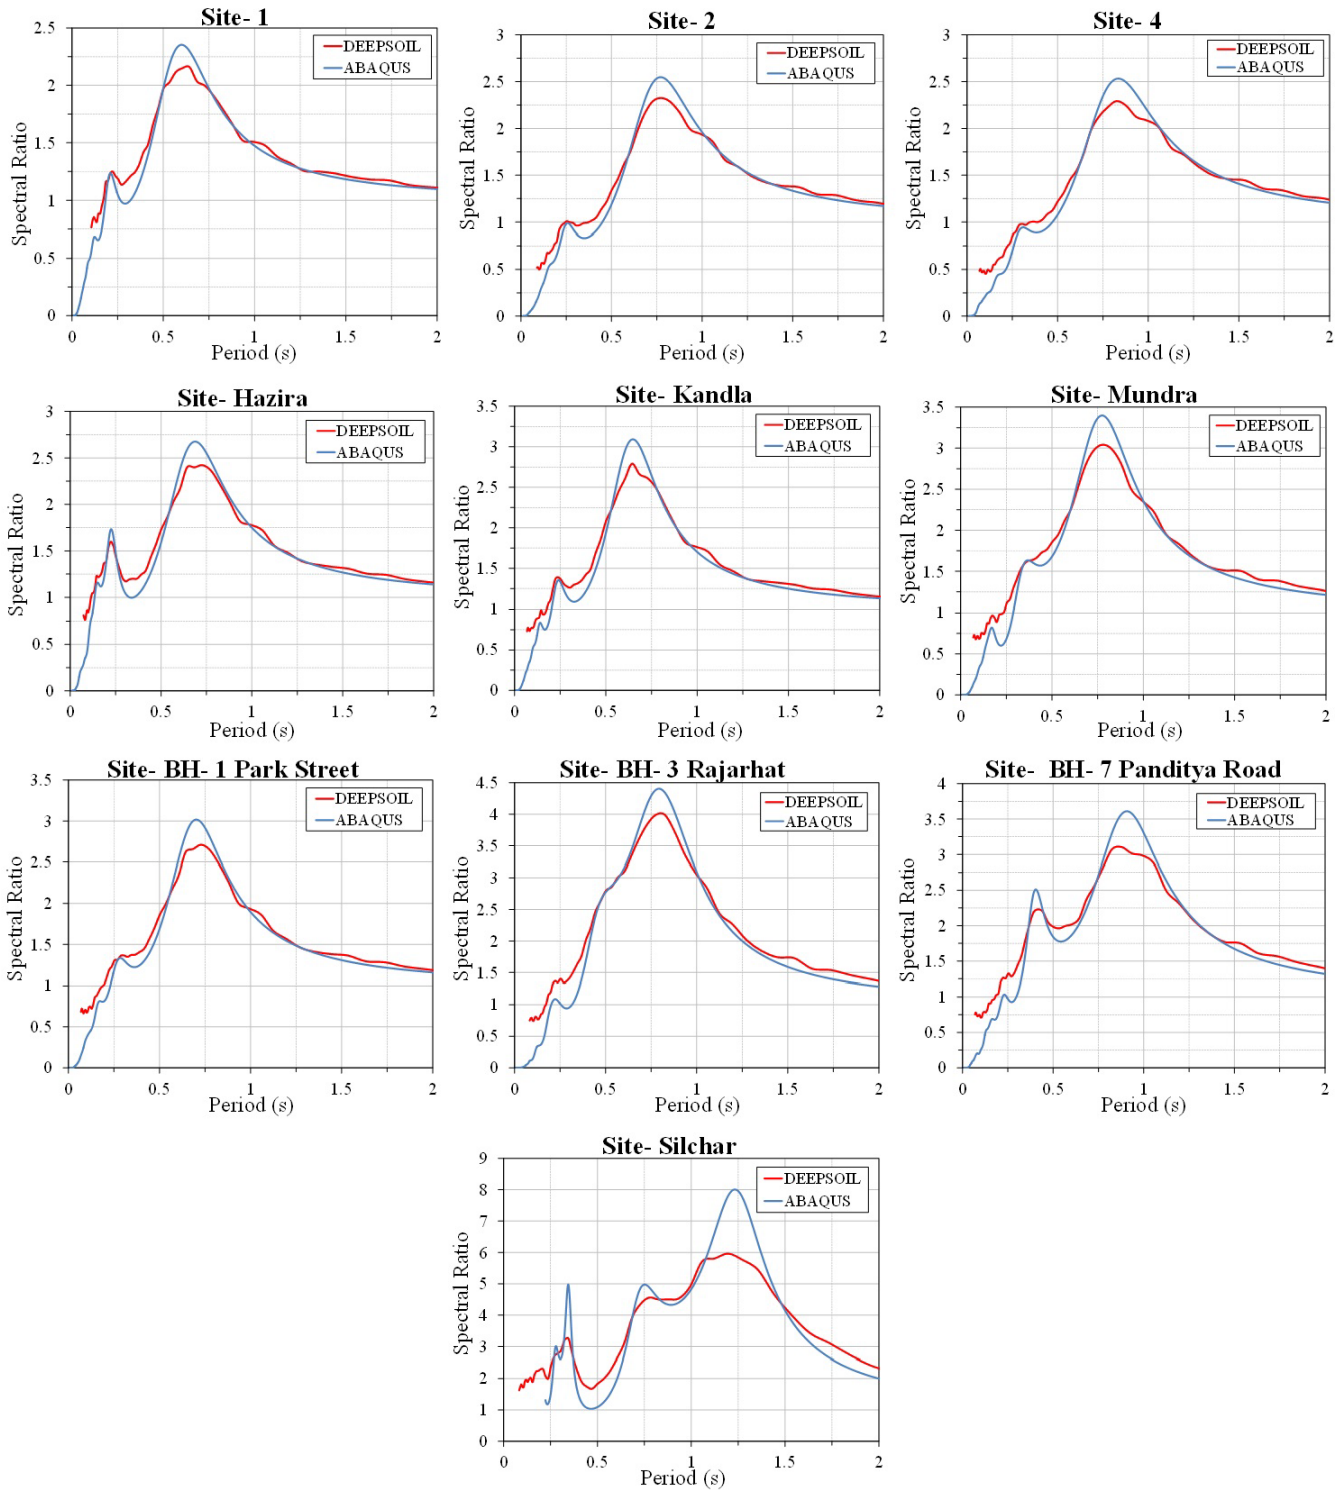 Site- 1
2.5
2
1.5
1
0.5
0
Spectral Ratio
DEEPSOIL
ABAQUS
0 0.5 1 1.5 2
Period (s)
Site- 2
3
2.5
2
1.5
1
0.5
0
Spectral Ratio
DEEPSOIL
ABAQUS
0 0.5 1 1.5 2
Period (s)
Site- 4
3
2.5
2
1.5
1
0.5
0
Spectral Ratio
DEEPSOIL
ABAQUS
0 0.5 1 1.5 2
Period (s)
Site- Hazira
3
2.5
2
1.5
1
0.5
0
Spectral Ratio
DEEPSOIL
ABAQUS
0 0.5 1 1.5 2
Period (s)
Site- Kandla
3.5
3
2.5
2
1.5
1
0.5
0
Spectral Ratio
DEEPSOIL
ABAQUS
0 0.5 1 1.5 2
Period (s)
Site- Mundra
3.5
3
2.5
2
1.5
1
0.5
0
Spectral Ratio
DEEPSOIL
ABAQUS
0 0.5 1 1.5 2
Period (s)
Site- BH- 1 Park Street
3.5
3
2.5
2
1.5
1
0.5
0
Spectral Ratio
DEEPSOIL
ABAQUS
0 0.5 1 1.5 2
Period (s)
Site- BH- 3 Rajarhat
4.5
4
3.5
3
2.5
2
1.5
1
0.5
0
Spectral Ratio
DEEPSOIL
ABAQUS
0 0.5 1 1.5 2
Period (s)
Site- BH- 7 Panditya Road
4
3.5
3
2.5
2
1.5
1
0.5
0
Spectral Ratio
DEEPSOIL
ABAQUS
0 0.5 1 1.5 2
Period (s)
Site- Silchar
9
8
7
6
5
4
3
2
1
0
Spectral Ratio
DEEPSOIL
ABAQUS
0 0.5 1 1.5 2
Period (s)